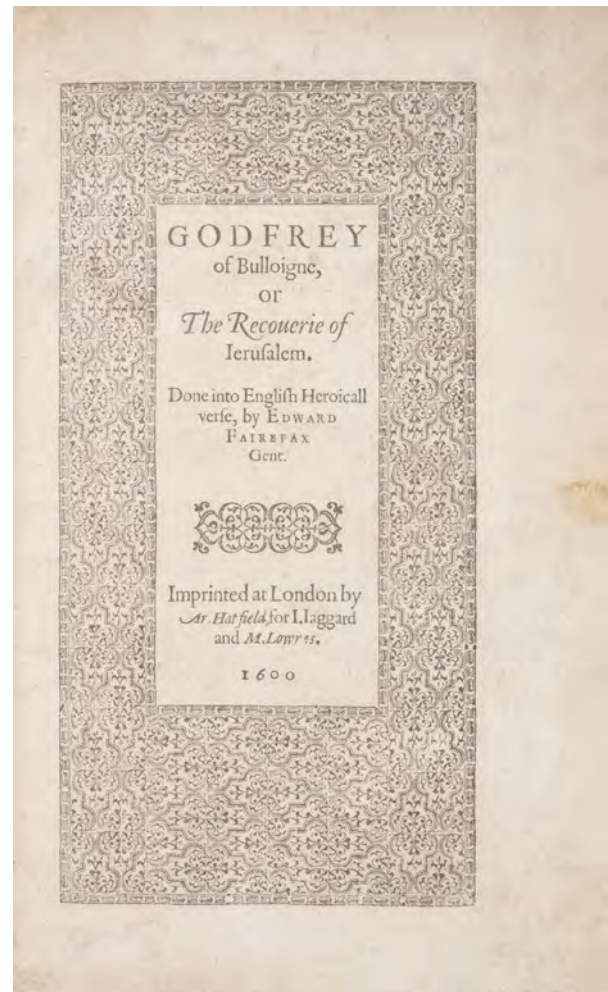 GODFREY
of Bulloigne,
or
The Recouerie of
Ieruſalem.
Done into Engliſh Heroicall
verſe, by EDWARD
FAIREFAX
Gent.
Imprinted at London by
Ar. Hatfield, for I. Iaggard
and M. Lownes.
1600